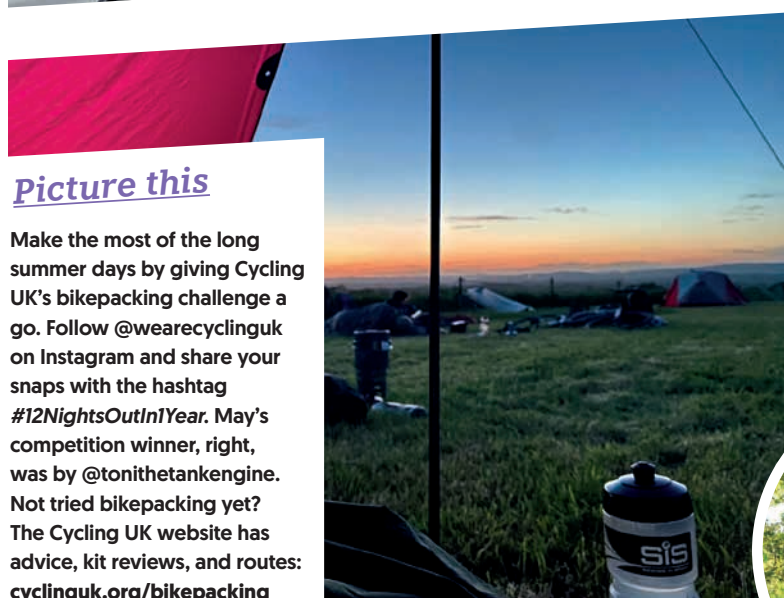 Picture this
Make the most of the long
summer days by giving Cycling
UK’s bikepacking challenge a
go. Follow @wearecyclinguk
on Instagram and share your
snaps with the hashtag
#12NightsOutIn1Year. May’s
competition winner, right,
was by @tonithetankengine.
Not tried bikepacking yet?
The Cycling UK website has
advice, kit reviews, and routes:
cyclinguk.org/bikepacking
SiS